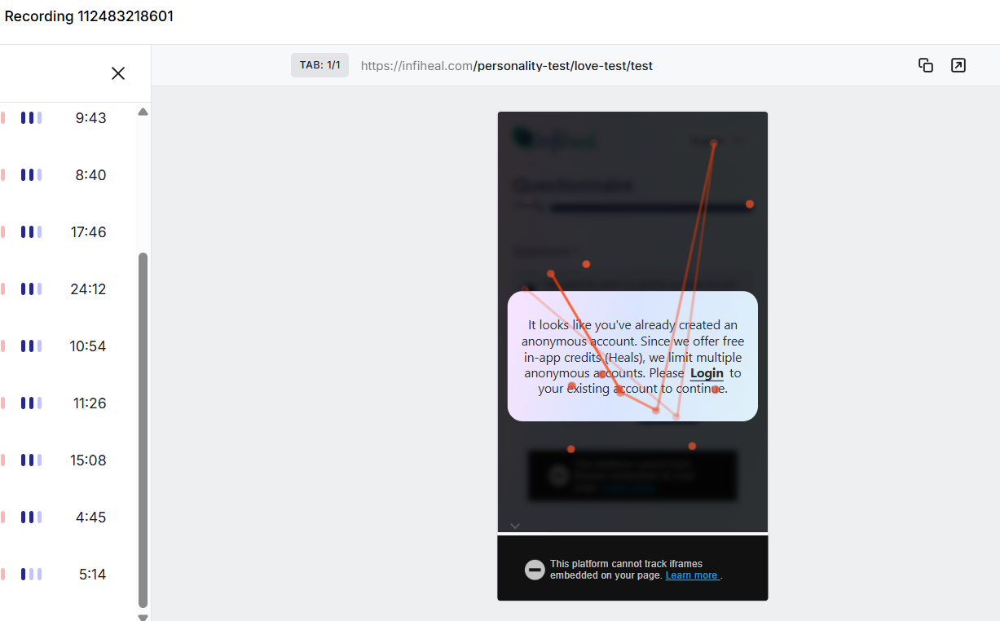 Recording 112483218601
TAB: 1/1
https://infiheal.com/personality-test/love-test/test
9:43
8:40
17:46
24:12
10:54
11:26
15:08
4:45
5:14
Questionnaire
It looks like you've already created an
anonymous account. Since we offer free
in-app credits (Heals), we limit multiple
anonymous accounts. Please Login to
your existing account to continue.
This platform cannot track iframes
embedded on your page. Learn more .